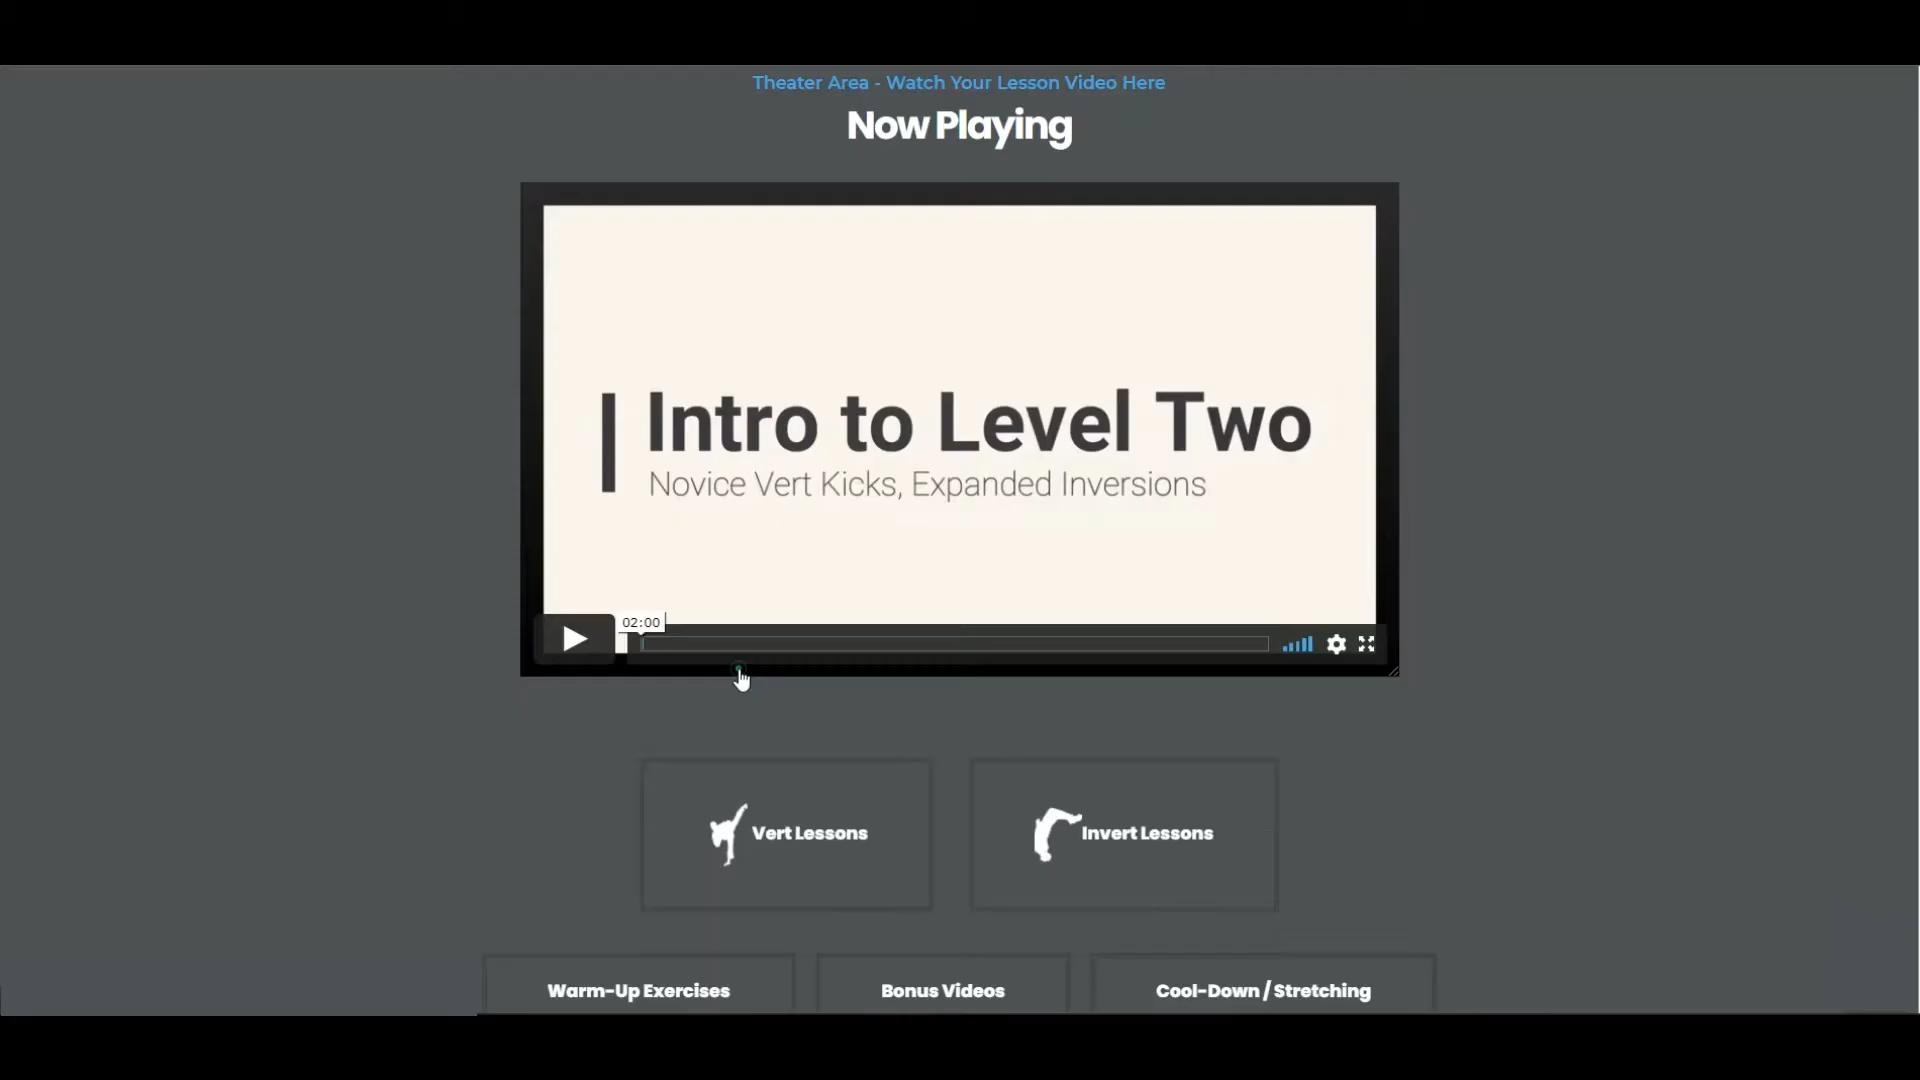 Theater Area - Watch Your Lesson Video Here
Now Playing
Intro to Level Two
Novice Vert Kicks, Expanded Inversions
02:00
Vert Lessons
Invert Lessons
Warm-Up Exercises
Bonus Videos
Cool-Down / Stretching